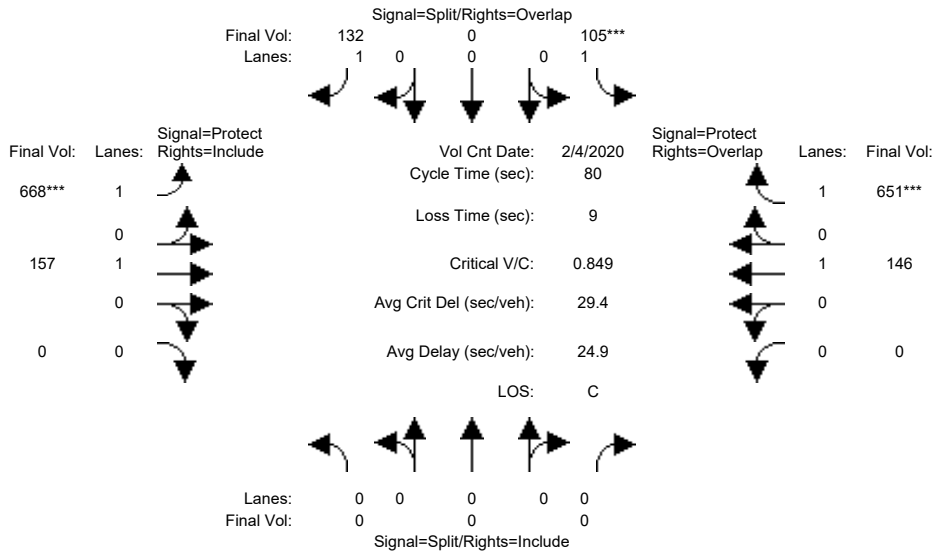 Signal=Split/Rights=Overlap
Final Vol: 132 0 105***
Lanes: 1 0 0 0 1
Signal=Protect
Final Vol: Lanes: Rights=Include
Vol Cnt Date: 2/4/2020
Signal=Protect
Rights=Overlap Lanes: Final Vol:
Cycle Time (sec): 80
668*** 1
1 651***
Loss Time (sec): 9
0
0
157 1
Critical V/C: 0.849
1 146
0
Avg Crit Del (sec/veh): 29.4
0
0 0
Avg Delay (sec/veh): 24.9
0 0
LOS: C
Lanes: 0 0 0 0 0
Final Vol: 0 0 0
Signal=Split/Rights=Include